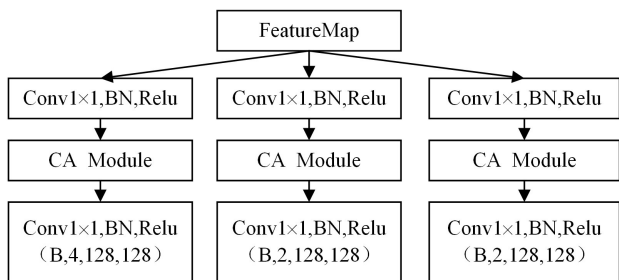 FeatureMap
Conv1×1,BN,Relu
Conv1×1,BN,Relu
Conv1×1,BN,Relu
CA Module
CA Module
CA Module
Conv1×1,BN,Relu
（B,4,128,128）
Conv1×1,BN,Relu
（B,2,128,128）
Conv1×1,BN,Relu
（B,2,128,128）